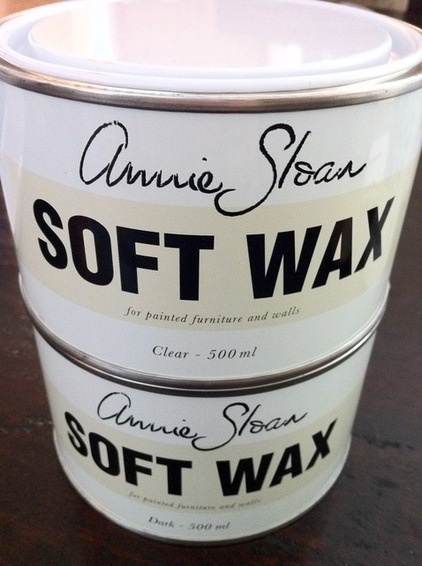 Annie Sloan
SOFT WAX
for painted furniture and walls
Clear - 500 ml
Annie Sloan
SOFT WAX
for painted furniture and walls
Dark - 500 ml